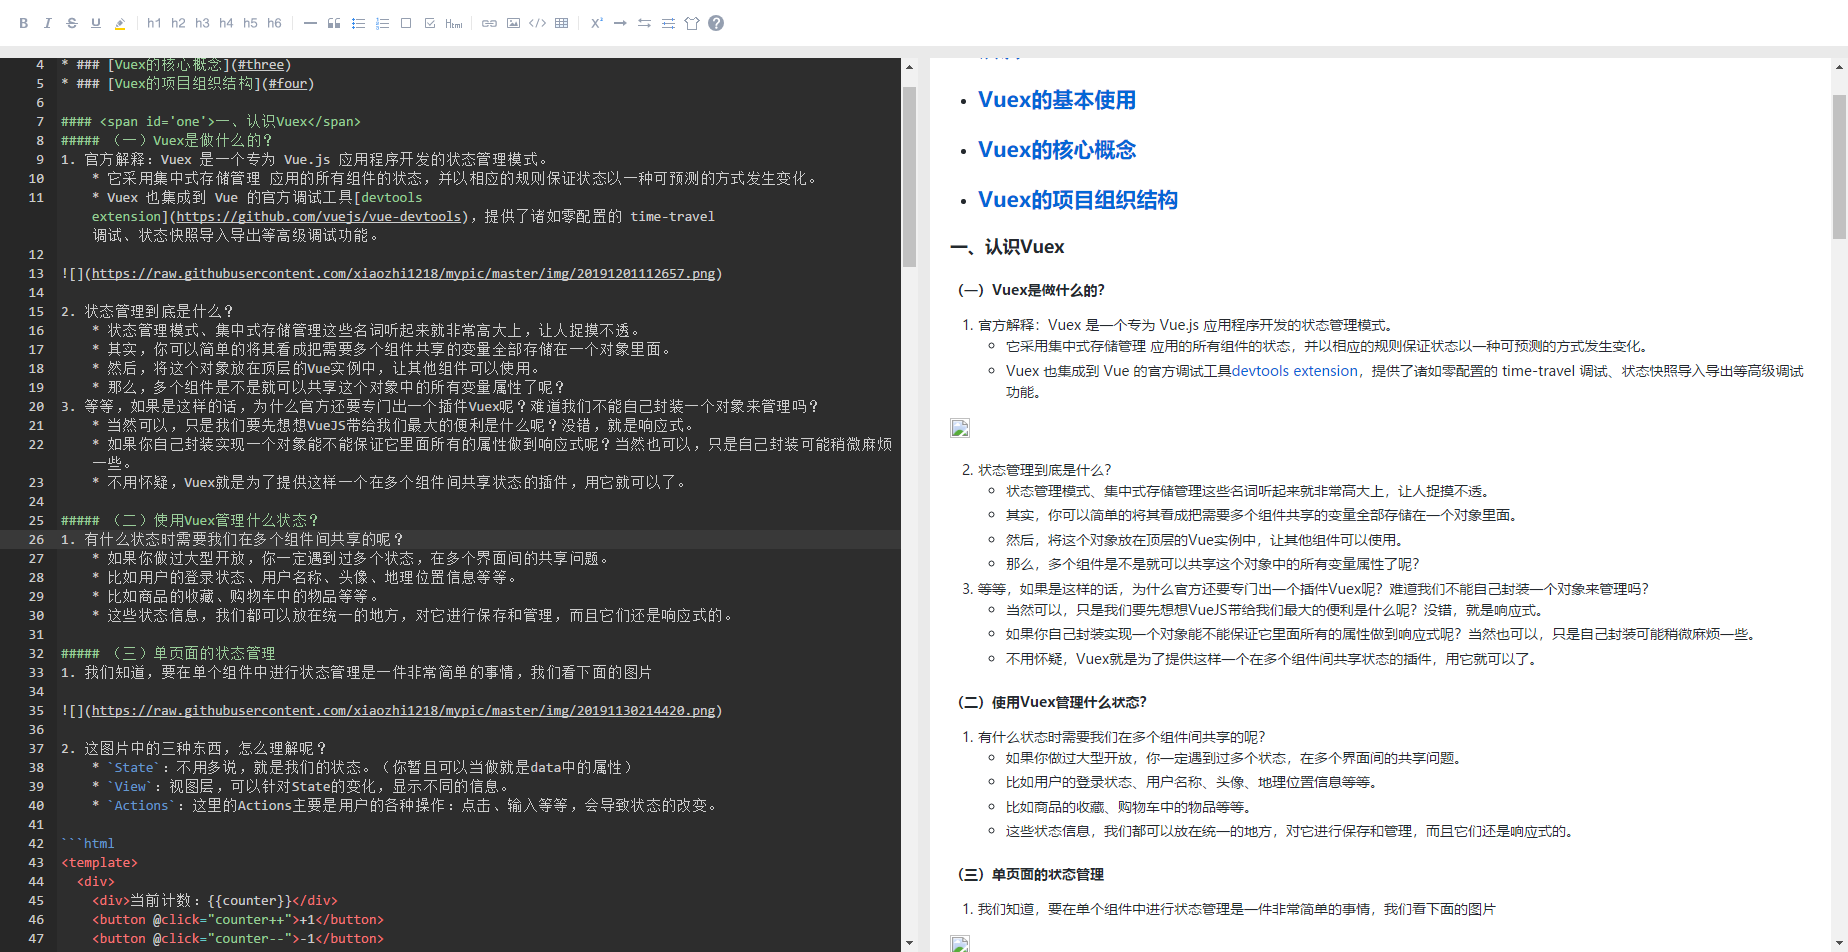 B I S U h1 h2 h3 h4 h5 h6 Html X² ?
4 * ### [Vuex的核心概念](#three)
5 * ### [Vuex的项目组织结构](#four)
6
7 #### <span id='one'>一、认识Vuex</span>
8 ##### （一）Vuex是做什么的？
9 1. 官方解释：Vuex 是一个专为 Vue.js 应用程序开发的状态管理模式。
10 * 它采用集中式存储管理 应用的所有组件的状态，并以相应的规则保证状态以一种可预测的方式发生变化。
11 * Vuex 也集成到 Vue 的官方调试工具[devtools
extension](https://github.com/vuejs/vue-devtools)，提供了诸如零配置的 time-travel
调试、状态快照导入导出等高级调试功能。
12
13 ![](https://raw.githubusercontent.com/xiaozhi1218/mypic/master/img/20191201112657.png)
14
15 2. 状态管理到底是什么？
16 * 状态管理模式、集中式存储管理这些名词听起来就非常高大上，让人捉摸不透。
17 * 其实，你可以简单的将其看成把需要多个组件共享的变量全部存储在一个对象里面。
18 * 然后，将这个对象放在顶层的Vue实例中，让其他组件可以使用。
19 * 那么，多个组件是不是就可以共享这个对象中的所有变量属性了呢？
20 3. 等等，如果是这样的话，为什么官方还要专门出一个插件Vuex呢？难道我们不能自己封装一个对象来管理吗？
21 * 当然可以，只是我们要先想想VueJS带给我们最大的便利是什么呢？没错，就是响应式。
22 * 如果你自己封装实现一个对象能不能保证它里面所有的属性做到响应式呢？当然也可以，只是自己封装可能稍微麻烦
一些。
23 * 不用怀疑，Vuex就是为了提供这样一个在多个组件间共享状态的插件，用它就可以了。
24
25 ##### （二）使用Vuex管理什么状态？
26 1. 有什么状态时需要我们在多个组件间共享的呢？
27 * 如果你做过大型开放，你一定遇到过多个状态，在多个界面间的共享问题。
28 * 比如用户的登录状态、用户名称、头像、地理位置信息等等。
29 * 比如商品的收藏、购物车中的物品等等。
30 * 这些状态信息，我们都可以放在统一的地方，对它进行保存和管理，而且它们还是响应式的。
31
32 ##### （三）单页面的状态管理
33 1. 我们知道，要在单个组件中进行状态管理是一件非常简单的事情，我们看下面的图片
34
35 ![](https://raw.githubusercontent.com/xiaozhi1218/mypic/master/img/20191130214420.png)
36
37 2. 这图片中的三种东西，怎么理解呢？
38 * `State`：不用多说，就是我们的状态。（你暂且可以当做就是data中的属性）
39 * `View`：视图层，可以针对State的变化，显示不同的信息。
40 * `Actions`：这里的Actions主要是用户的各种操作：点击、输入等等，会导致状态的改变。
41
42 ```html
43 <template>
44 <div>
45 <div>当前计数：{{counter}}</div>
46 <button @click="counter++">+1</button>
47 <button @click="counter--">-1</button>
• Vuex的基本使用
• Vuex的核心概念
• Vuex的项目组织结构
一、认识Vuex
（一）Vuex是做什么的？
1. 官方解释：Vuex 是一个专为 Vue.js 应用程序开发的状态管理模式。
它采用集中式存储管理 应用的所有组件的状态，并以相应的规则保证状态以一种可预测的方式发生变化。
Vuex 也集成到 Vue 的官方调试工具devtools extension，提供了诸如零配置的 time-travel 调试、状态快照导入导出等高级调试
功能。
2. 状态管理到底是什么？
状态管理模式、集中式存储管理这些名词听起来就非常高大上，让人捉摸不透。
其实，你可以简单的将其看成把需要多个组件共享的变量全部存储在一个对象里面。
然后，将这个对象放在顶层的Vue实例中，让其他组件可以使用。
那么，多个组件是不是就可以共享这个对象中的所有变量属性了呢？
3. 等等，如果是这样的话，为什么官方还要专门出一个插件Vuex呢？难道我们不能自己封装一个对象来管理吗？
当然可以，只是我们要先想想VueJS带给我们最大的便利是什么呢？没错，就是响应式。
如果你自己封装实现一个对象能不能保证它里面所有的属性做到响应式呢？当然也可以，只是自己封装可能稍微麻烦一些。
不用怀疑，Vuex就是为了提供这样一个在多个组件间共享状态的插件，用它就可以了。
（二）使用Vuex管理什么状态？
1. 有什么状态时需要我们在多个组件间共享的呢？
如果你做过大型开放，你一定遇到过多个状态，在多个界面间的共享问题。
比如用户的登录状态、用户名称、头像、地理位置信息等等。
比如商品的收藏、购物车中的物品等等。
这些状态信息，我们都可以放在统一的地方，对它进行保存和管理，而且它们还是响应式的。
（三）单页面的状态管理
1. 我们知道，要在单个组件中进行状态管理是一件非常简单的事情，我们看下面的图片